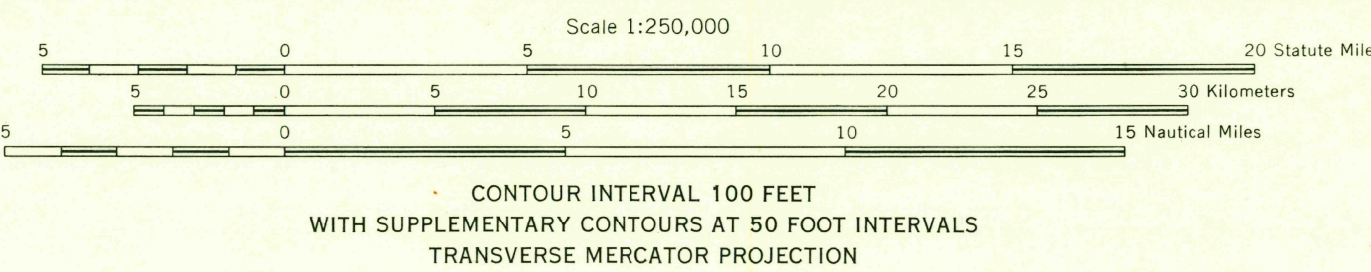 Scale 1:250,000
5 0 5 10 15 20 Statute Mile
5 0 5 10 15 20 25 30 Kilometers
5 0 5 10 15 Nautical Miles
CONTOUR INTERVAL 100 FEET
WITH SUPPLEMENTARY CONTOURS AT 50 FOOT INTERVALS
TRANSVERSE MERCATOR PROJECTION